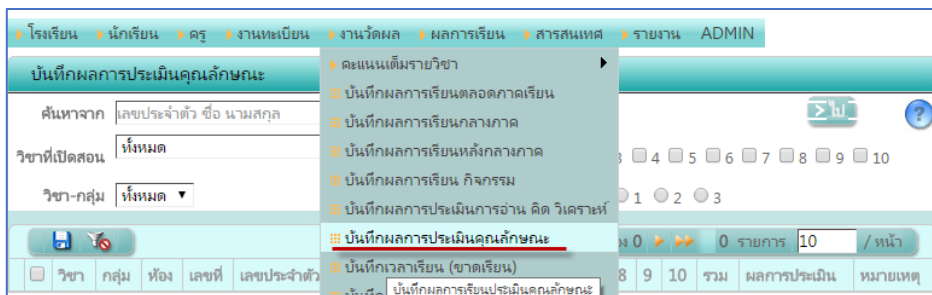 โรงเรียน นักเรียน ครู งานทะเบียน งานวัดผล ผลการเรียน สารสนเทศ รายงาน ADMIN
บันทึกผลการประเมินคุณลักษณะ
คะแนนเต็มรายวิชา
บันทึกผลการเรียนตลอดภาคเรียน
ค้นหาจาก เลขประจำตัว ชื่อ นามสกุล
ไป
บันทึกผลการเรียนกลางภาค
วิชาที่เปิดสอน ทั้งหมด
บันทึกผลการเรียนหลังกลางภาค
4 5 6 7 8 9 10
บันทึกผลการเรียน กิจกรรม
วิชา-กลุ่ม ทั้งหมด
1 2 3
บันทึกผลการประเมินการอ่าน คิด วิเคราะห์
บันทึกผลการประเมินคุณลักษณะ
0 0 รายการ 10 / หน้า
บันทึกเวลาเรียน (ขาดเรียน)
วิชา กลุ่ม ห้อง เลขที่ เลขประจำตัว 8 9 10 รวม ผลการประเมิน หมายเหตุ
บันทึกผลการเรียนประเมินคุณลักษณะ